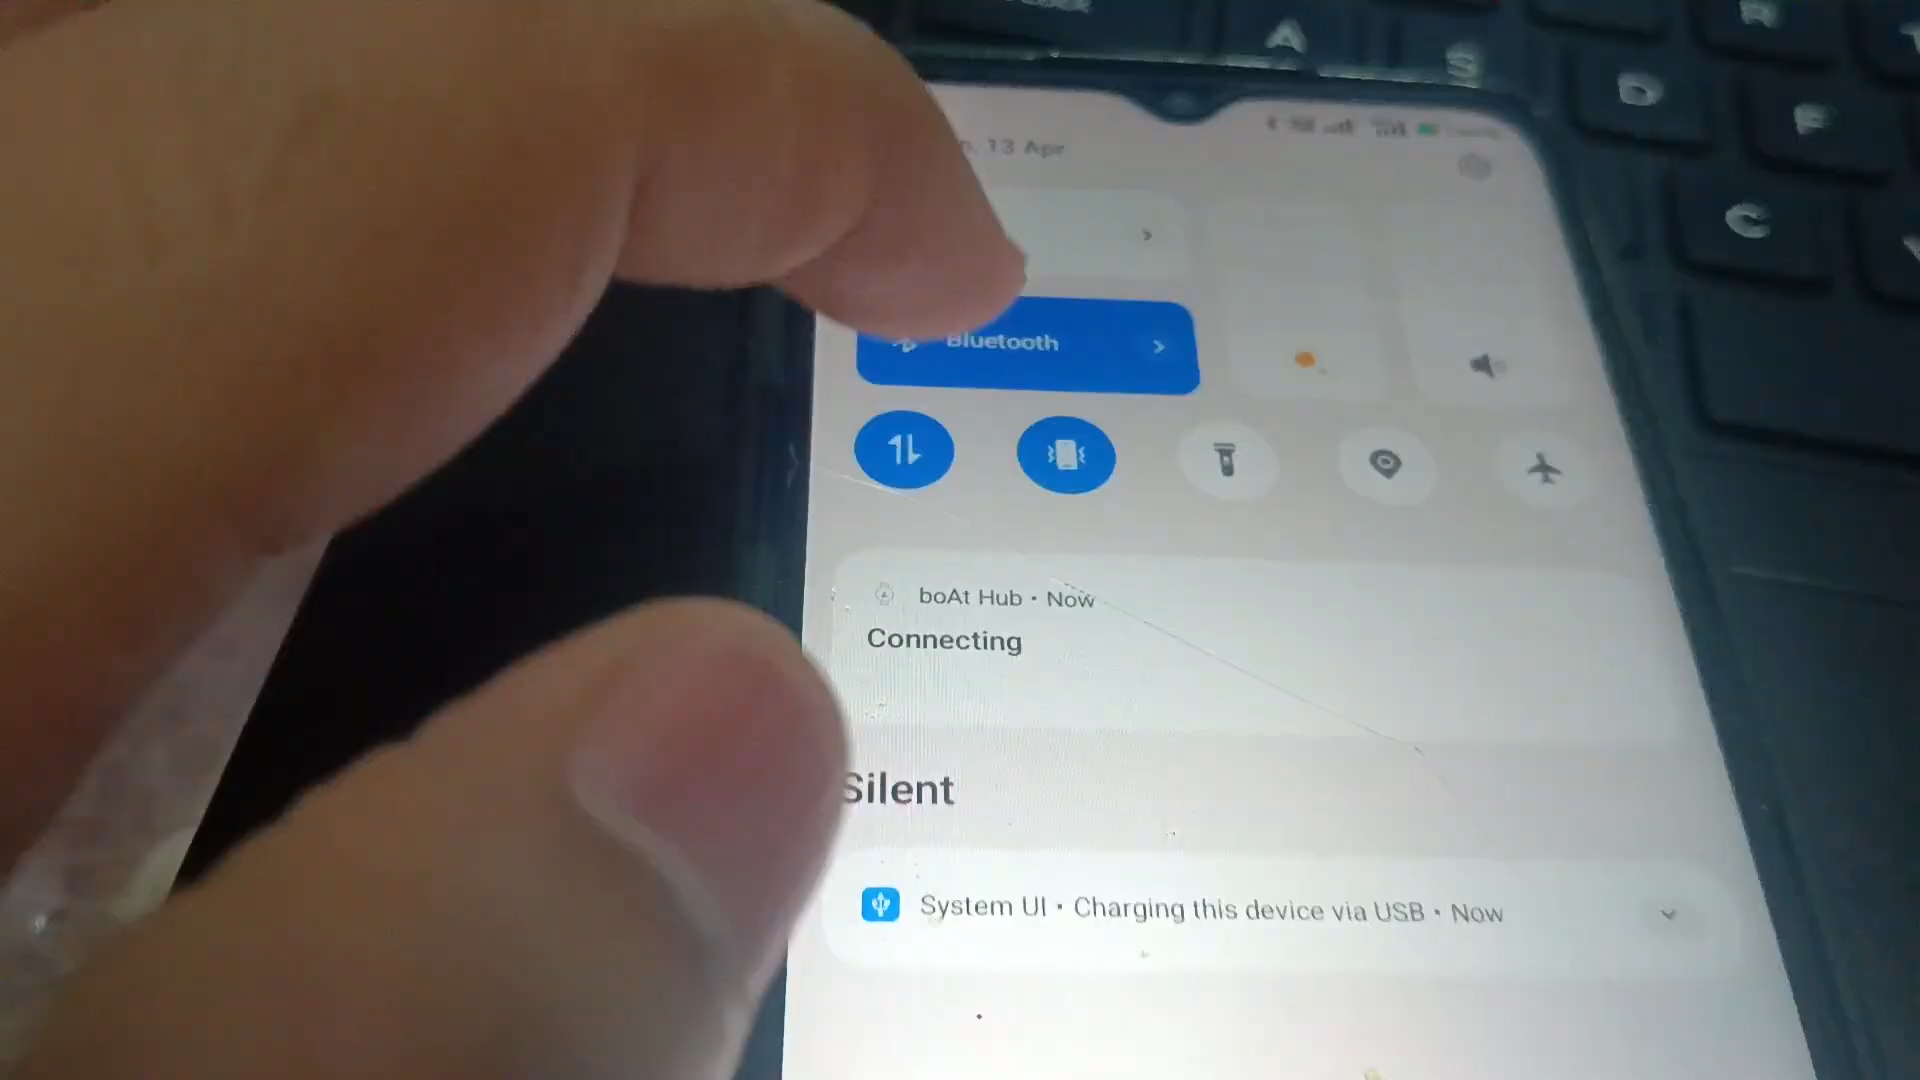 A
S
D
F
C
13 Apr
Bluetooth
boAt Hub • Now
Connecting
Silent
System UI • Charging this device via USB • Now